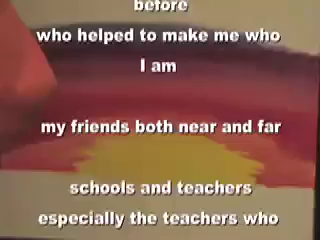 before
who helped to make me who
I am
my friends both near and far
schools and teachers
especially the teachers who